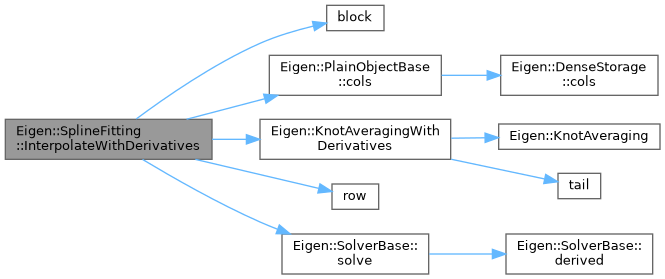 Eigen::SplineFitting
::InterpolateWithDerivatives
block
Eigen::PlainObjectBase
::cols
Eigen::DenseStorage
::cols
Eigen::KnotAveragingWith
Derivatives
Eigen::KnotAveraging
tail
row
Eigen::SolverBase::
solve
Eigen::SolverBase::
derived